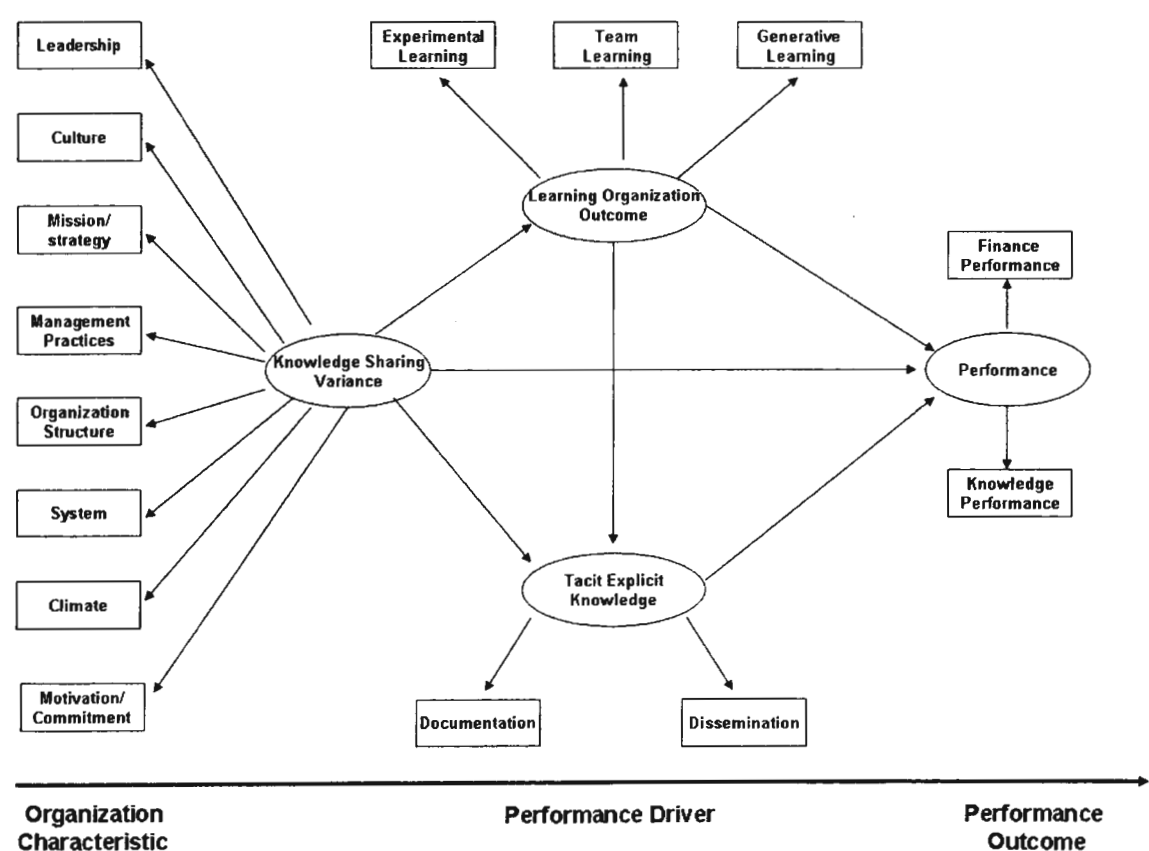 Leadership
Experimental
Learning
Team
Learning
Generative
Learning
Culture
Mission/
strategy
Learning Organization
Outcome
Finance
Performance
Management
Practices
Knowledge Sharing
Variance
Performance
Organization
Structure
Knowledge
Performance
System
Tacit Explicit
Knowledge
Climate
Motivation/
Commitment
Documentation
Dissemination
Organization
Characteristic
Performance Driver
Performance
Outcome